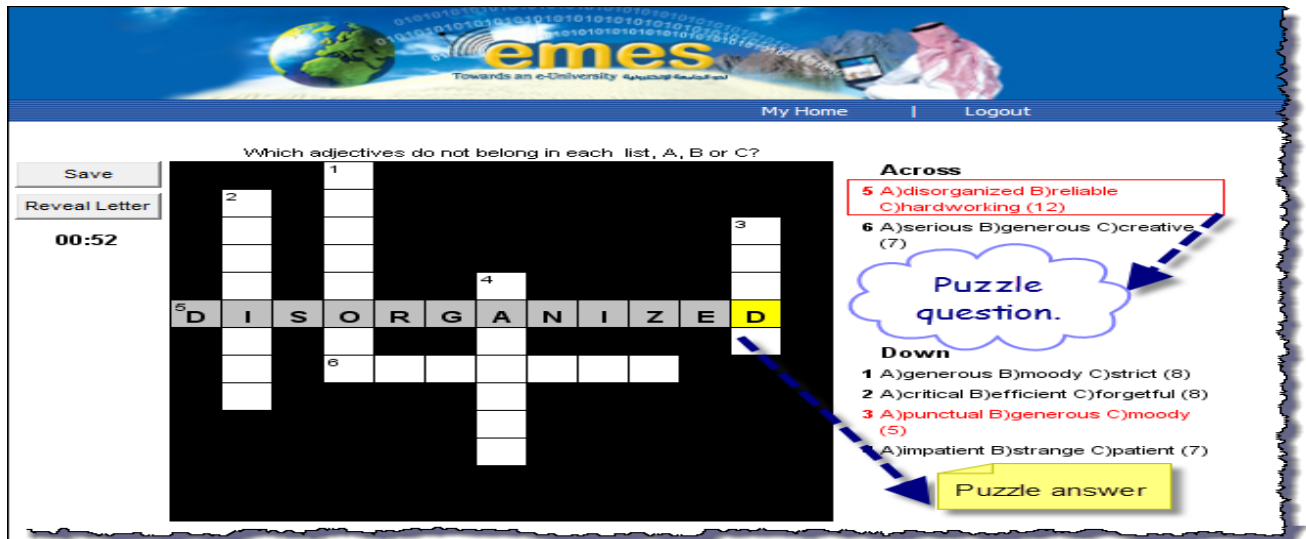 emes
Towards an e-University نحو الجامعة الإلكترونية
My Home | Logout
Which adjectives do not belong in each list, A, B or C?
Save
Reveal Letter
00:52
1
2
3
4
5 D I S O R G A N I Z E D
6
Across
5 A)disorganized B)reliable
C)hardworking (12)
6 A)serious B)generous C)creative
(7)
Puzzle
question.
Down
1 A)generous B)moody C)strict (8)
2 A)critical B)efficient C)forgetful (8)
3 A)punctual B)generous C)moody
(5)
A)impatient B)strange C)patient (7)
Puzzle answer